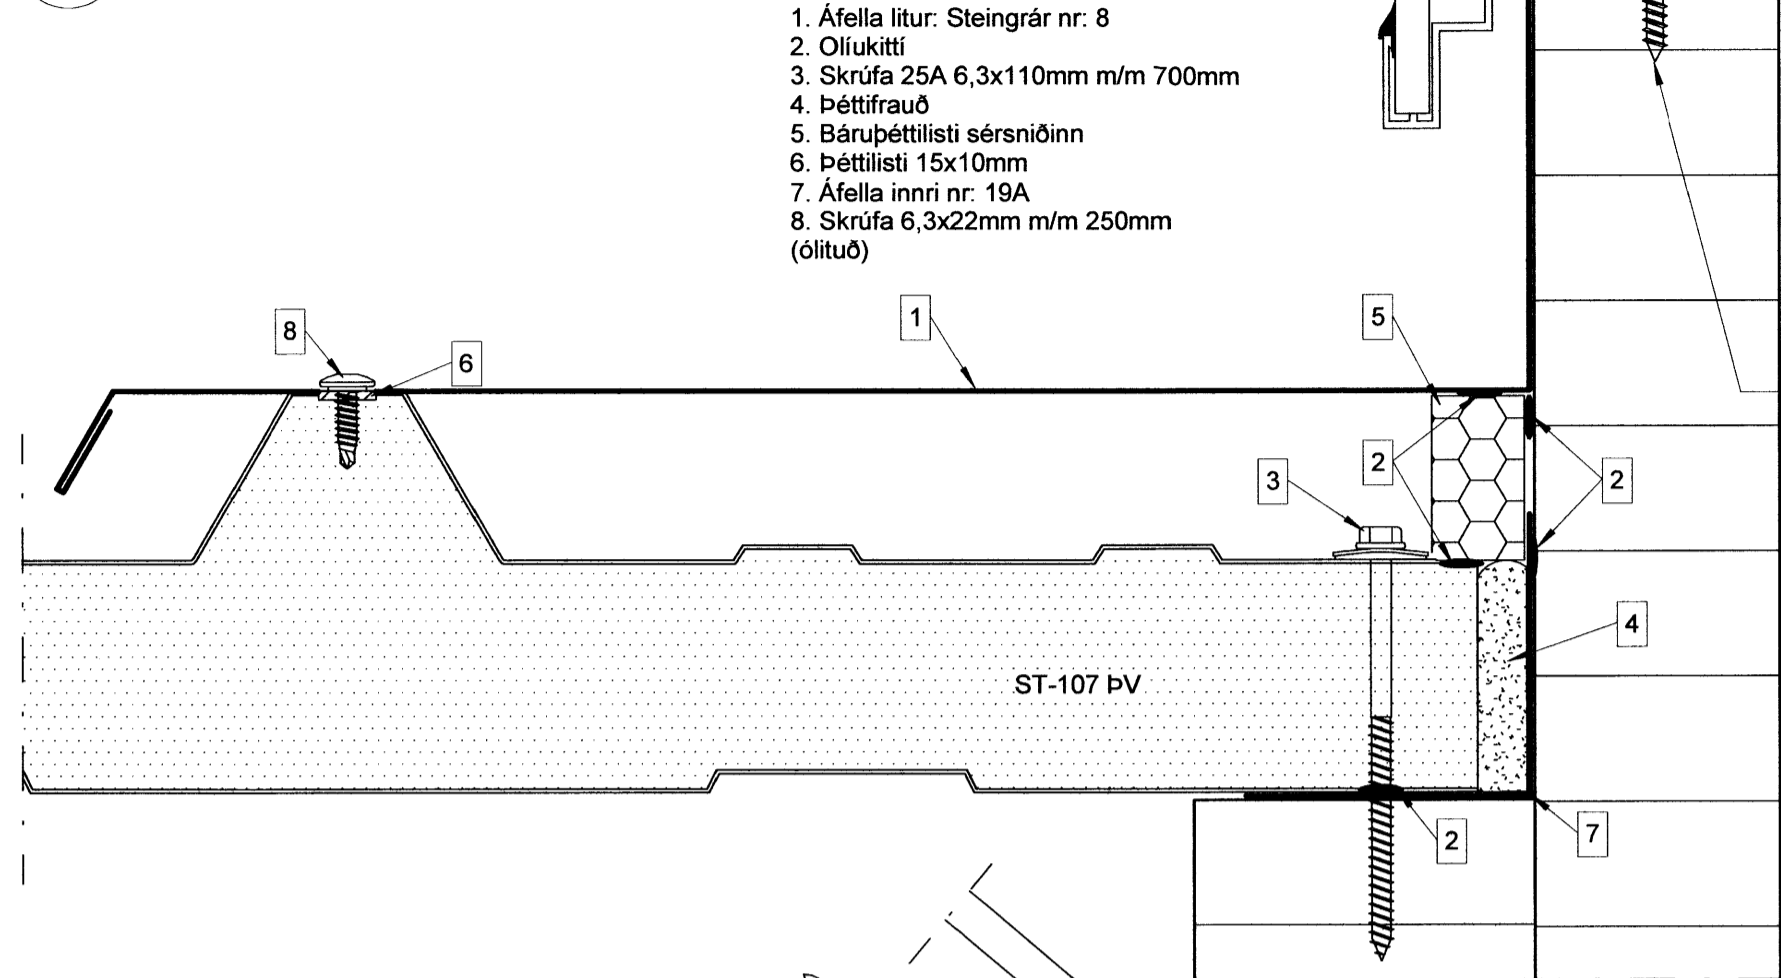 1. Áfella litur: Steingrár nr: 8
2. Olíukittí
3. Skrúfa 25A 6,3x110mm m/m 700mm
4. Þéttifrauð
5. Báruþéttilisti sérsniðinn
6. Þéttilisti 15x10mm
7. Áfella innri nr: 19A
8. Skrúfa 6,3x22mm m/m 250mm
(ólituð)
8
6
1
5
2
3
2
4
ST-107 ÞV
2
7